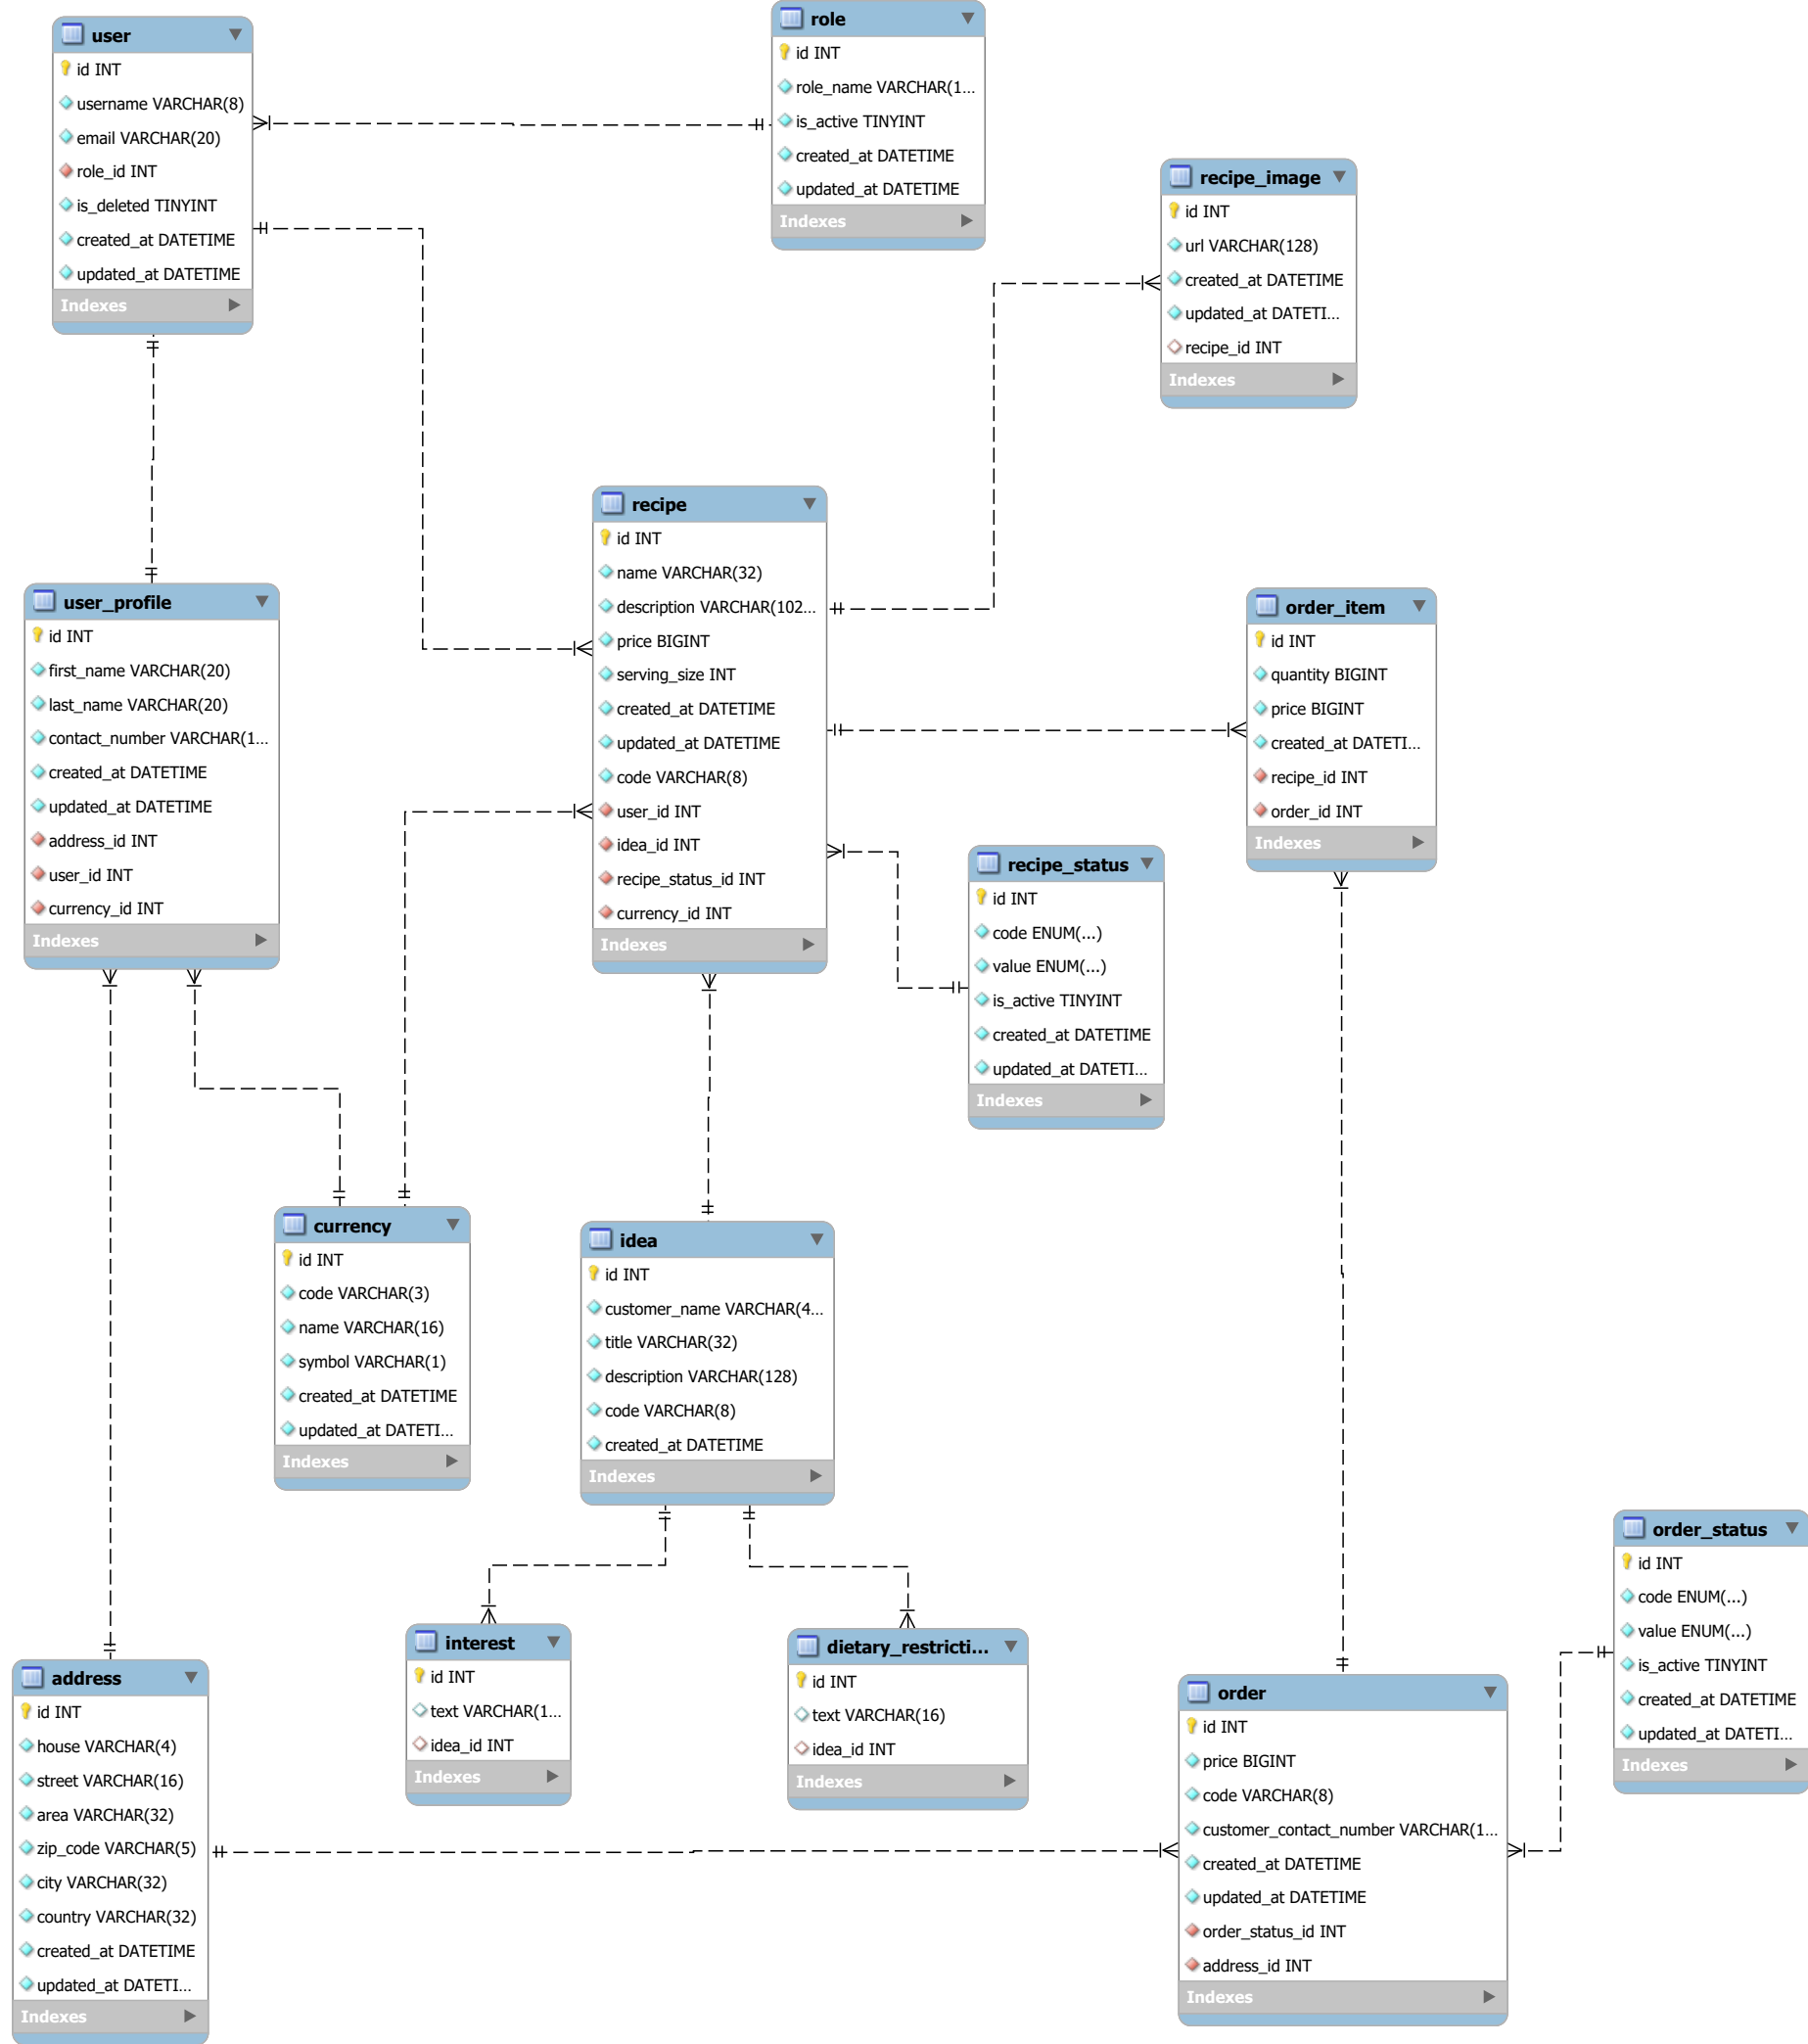 user
id INT
username VARCHAR(8)
email VARCHAR(20)
role_id INT
is_deleted TINYINT
created_at DATETIME
updated_at DATETIME
Indexes
role
id INT
role_name VARCHAR(1...
is_active TINYINT
created_at DATETIME
updated_at DATETIME
Indexes
recipe_image
id INT
url VARCHAR(128)
created_at DATETIME
updated_at DATETI...
recipe_id INT
Indexes
recipe
id INT
name VARCHAR(32)
description VARCHAR(102...
price BIGINT
serving_size INT
created_at DATETIME
updated_at DATETIME
code VARCHAR(8)
user_id INT
idea_id INT
recipe_status_id INT
currency_id INT
Indexes
user_profile
id INT
first_name VARCHAR(20)
last_name VARCHAR(20)
contact_number VARCHAR(1...
created_at DATETIME
updated_at DATETIME
address_id INT
user_id INT
currency_id INT
Indexes
order_item
id INT
quantity BIGINT
price BIGINT
created_at DATETI...
recipe_id INT
order_id INT
Indexes
recipe_status
id INT
code ENUM(...)
value ENUM(...)
is_active TINYINT
created_at DATETIME
updated_at DATETI...
Indexes
currency
id INT
code VARCHAR(3)
name VARCHAR(16)
symbol VARCHAR(1)
created_at DATETIME
updated_at DATETI...
Indexes
idea
id INT
customer_name VARCHAR(4...
title VARCHAR(32)
description VARCHAR(128)
code VARCHAR(8)
created_at DATETIME
Indexes
order_status
id INT
code ENUM(...)
value ENUM(...)
is_active TINYINT
created_at DATETIME
updated_at DATETI...
Indexes
interest
id INT
text VARCHAR(1...
idea_id INT
Indexes
dietary_restricti...
id INT
text VARCHAR(16)
idea_id INT
Indexes
address
id INT
house VARCHAR(4)
street VARCHAR(16)
area VARCHAR(32)
zip_code VARCHAR(5)
city VARCHAR(32)
country VARCHAR(32)
created_at DATETIME
updated_at DATETI...
Indexes
order
id INT
price BIGINT
code VARCHAR(8)
customer_contact_number VARCHAR(1...
created_at DATETIME
updated_at DATETIME
order_status_id INT
address_id INT
Indexes